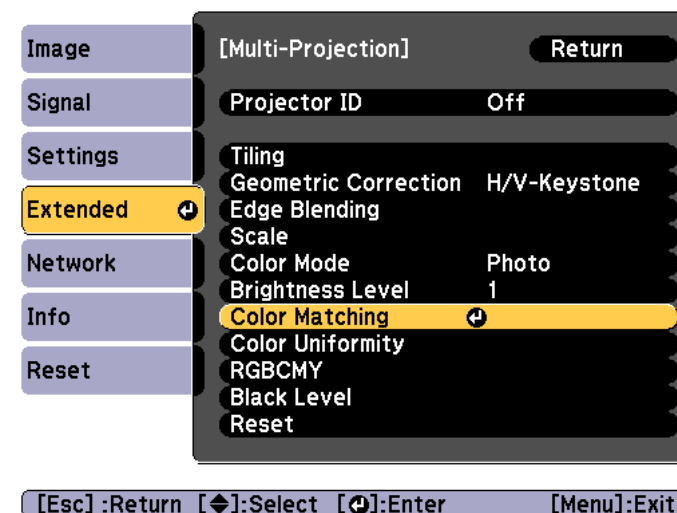 Image
Signal
Settings
Extended
Network
Info
Reset
[Multi-Projection] Return
Projector ID Off
Tiling
Geometric Correction H/V-Keystone
Edge Blending
Scale
Color Mode Photo
Brightness Level 1
Color Matching
Color Uniformity
RGBCMY
Black Level
Reset
[Esc] :Return [◆]:Select [⏎]:Enter [Menu]:Exit